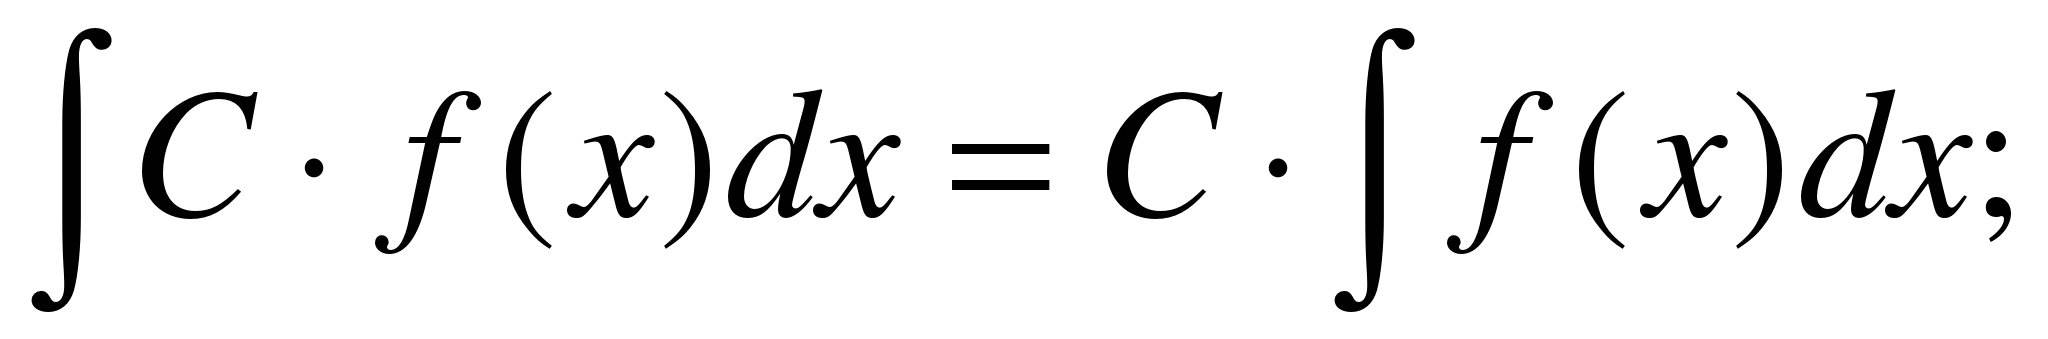 ∫C · f(x)dx = C · ∫f(x)dx;